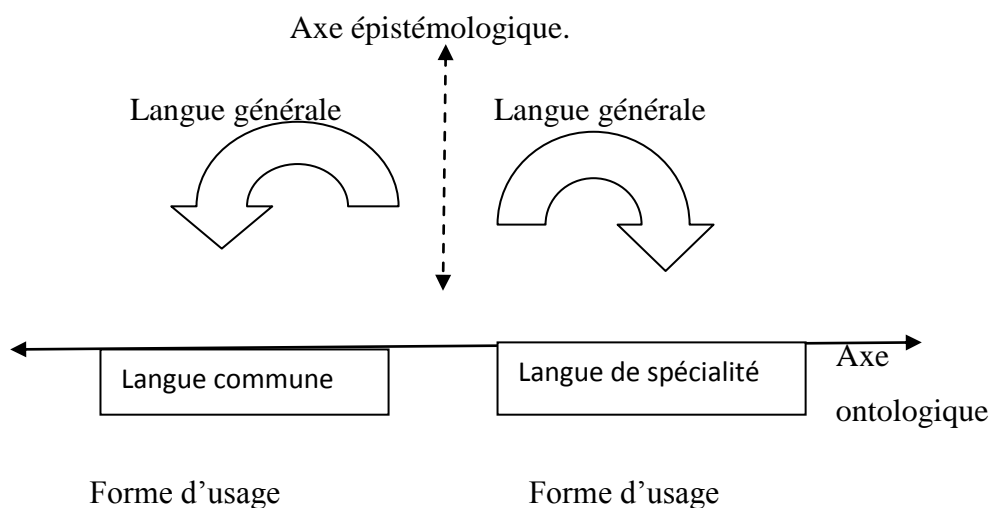 Axe épistémologique.
Langue générale
Langue générale
Langue commune
Langue de spécialité
Axe
ontologique
Forme d’usage
Forme d’usage